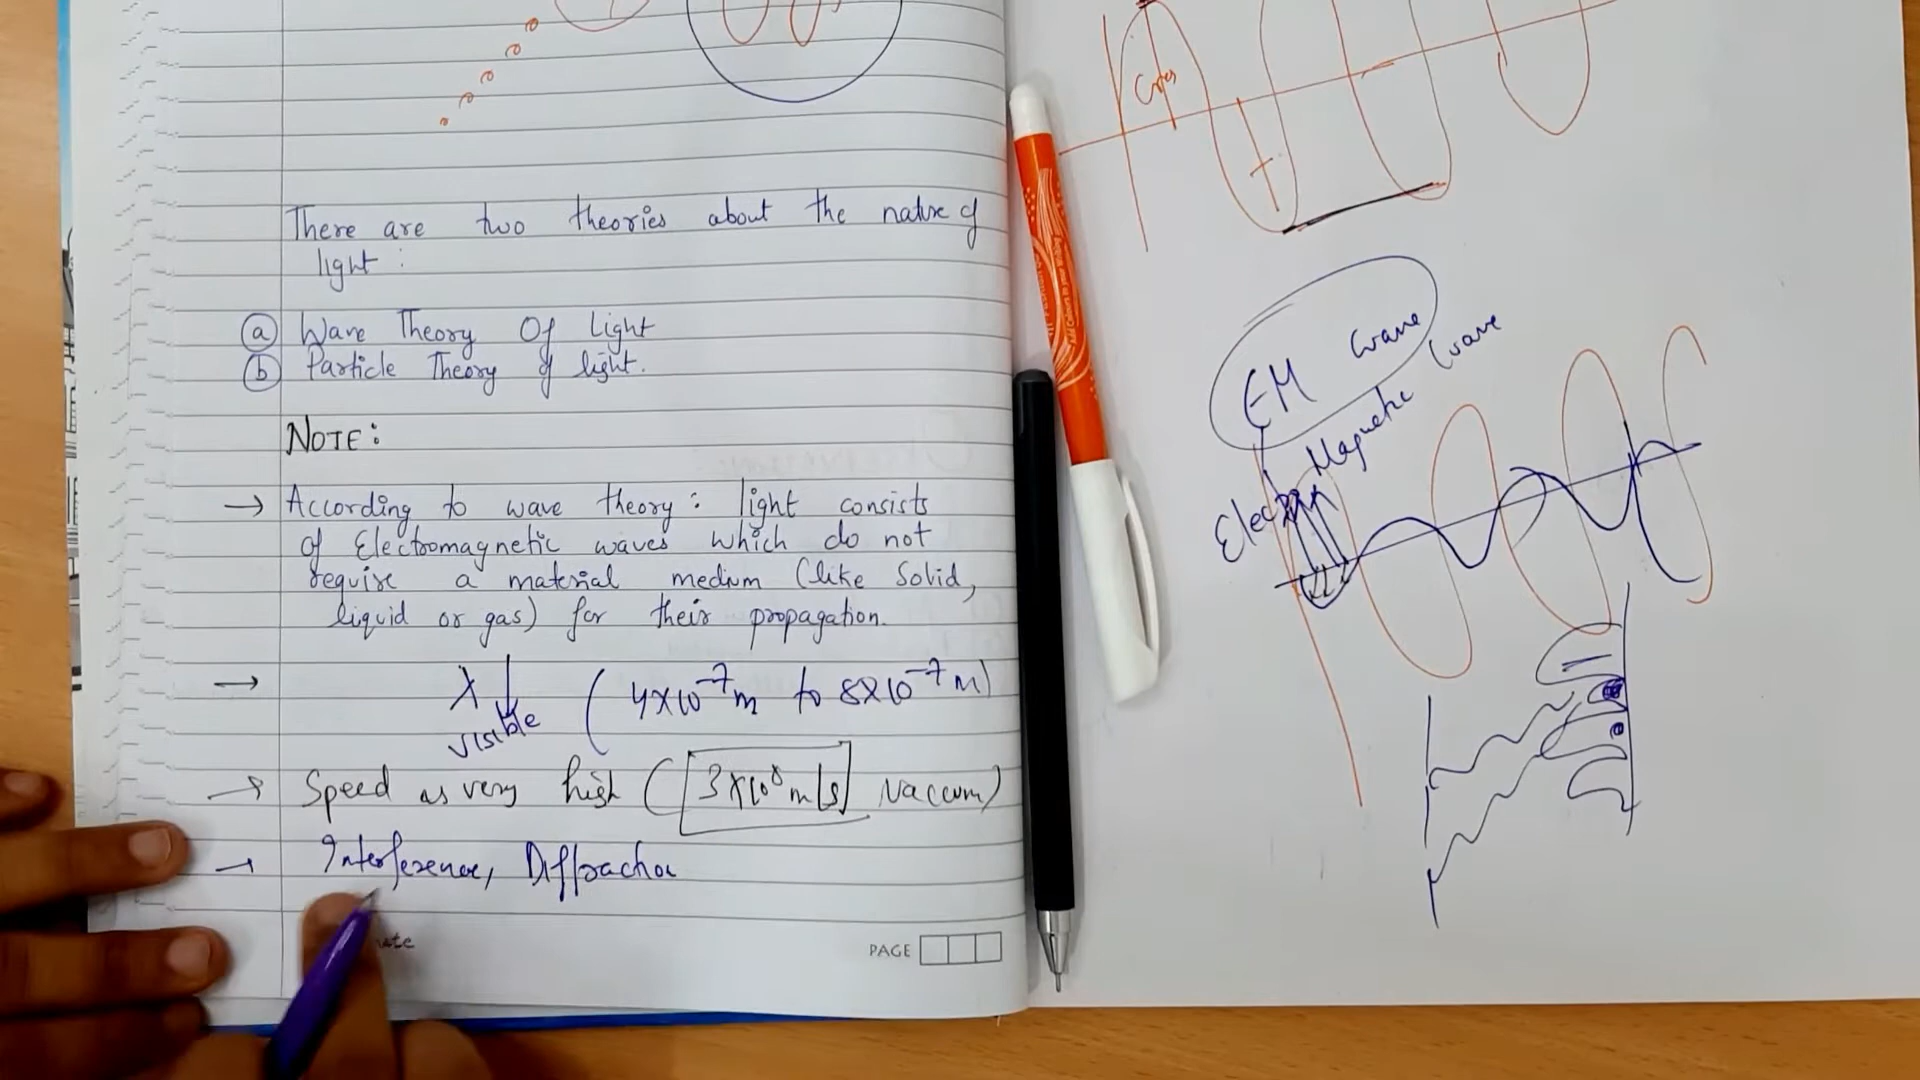 There are two theories about the nature of
light :
(a) Wave Theory Of Light
(b) Particle Theory of light.
NOTE:
→ According to wave theory: light consists
of Electromagnetic waves which do not
require a material medium (like Solid,
liquid or gas) for their propagation.
→ λ↓ (4×10⁻⁷m to 8×10⁻⁷m)
visible
→ Speed is very high (3×10⁸ m/s vaccum)
→ Interference, Diffraction
PAGE
EM wave
Electro Magnetic wave